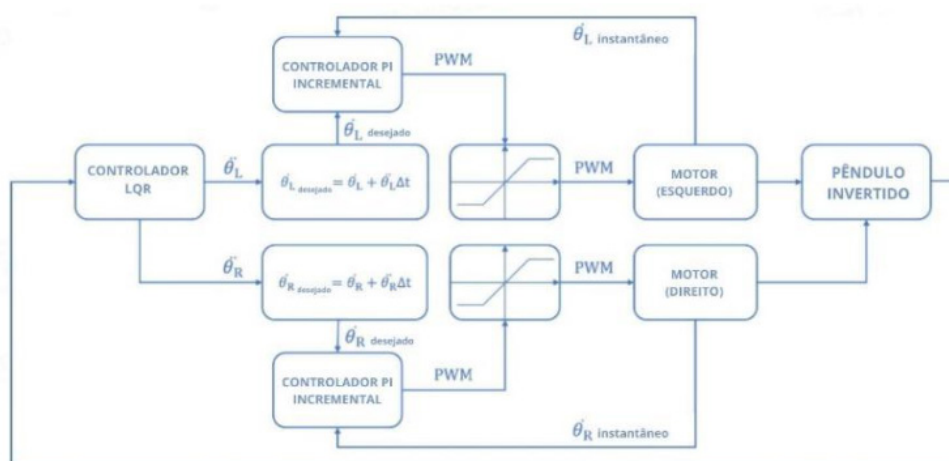 θ̇L instantâneo
CONTROLADOR PI
INCREMENTAL
PWM
θ̇L desejado
CONTROLADOR
LQR
θ̈L
θ̇L desejado = θ̇L + θ̈LΔt
PWM
MOTOR
(ESQUERDO)
PÊNDULO
INVERTIDO
θ̈R
θ̇R desejado = θ̇R + θ̈RΔt
PWM
MOTOR
(DIREITO)
θ̇R desejado
CONTROLADOR PI
INCREMENTAL
PWM
θ̇R instantâneo